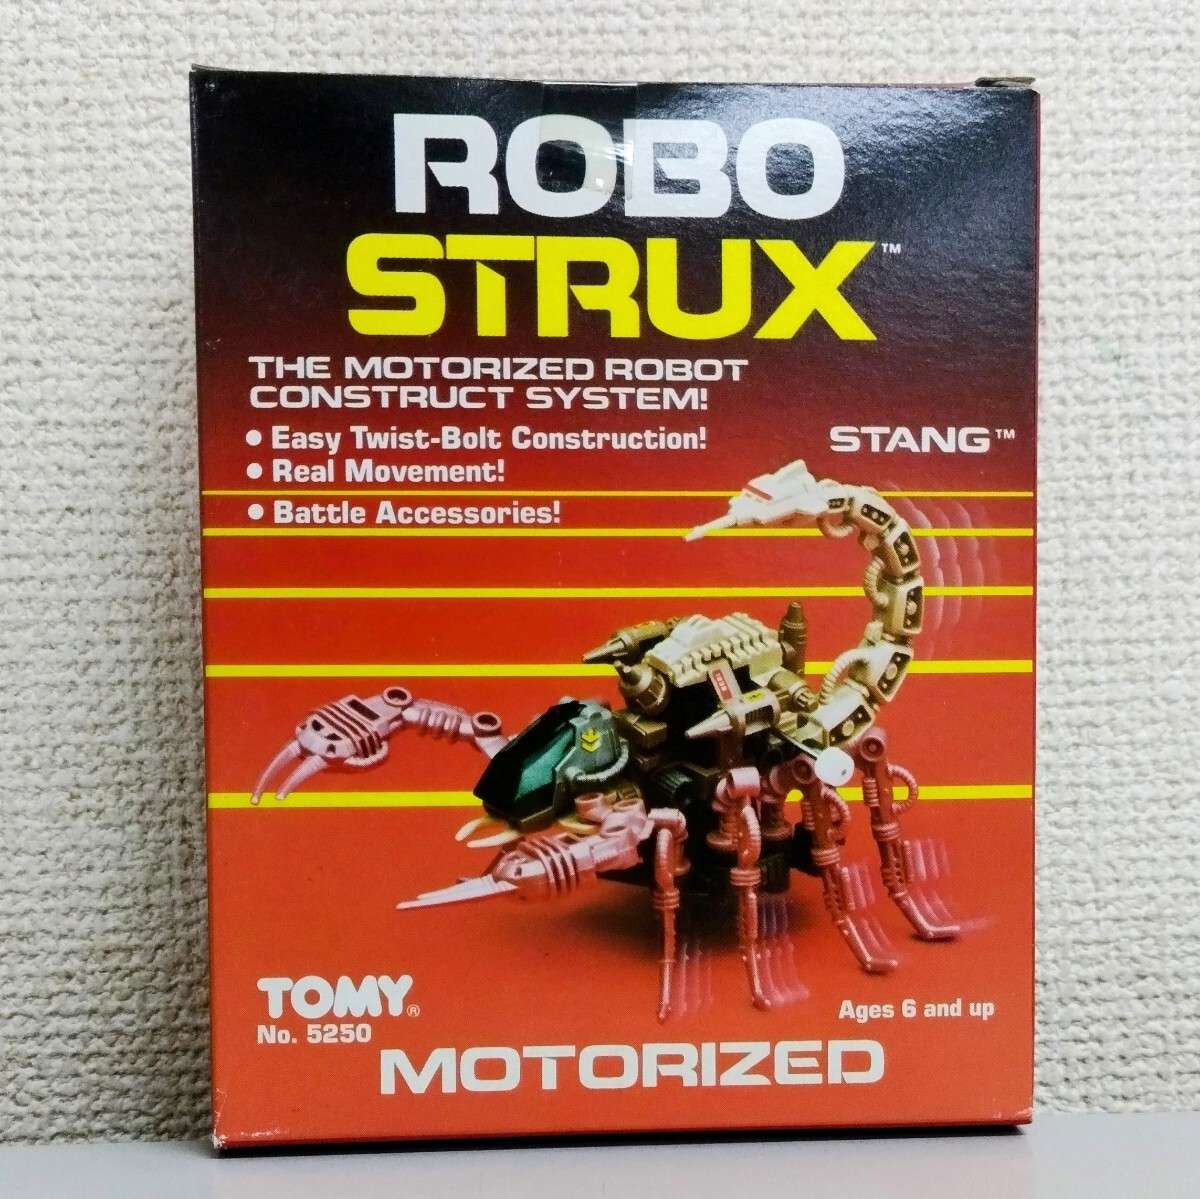 ROBO
STRUX™
THE MOTORIZED ROBOT
CONSTRUCT SYSTEM!
• Easy Twist-Bolt Construction!
• Real Movement!
• Battle Accessories!
STANG™
TOMY®
No. 5250
Ages 6 and up
MOTORIZED